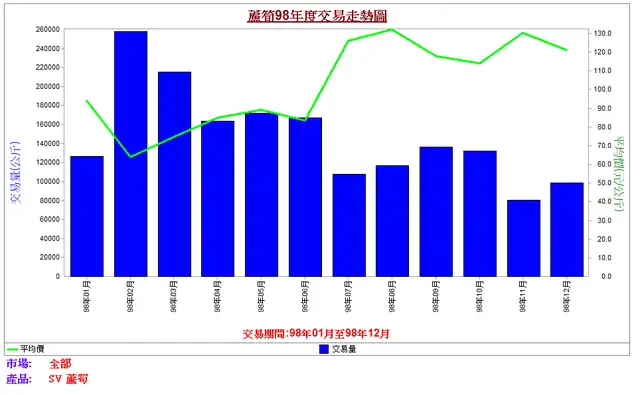 蘆筍98年度交易走勢圖
260000
240000
220000
200000
180000
160000
140000
120000
100000
80000
60000
40000
20000
0
交易量(公斤)
130.0
120.0
110.0
100.0
90.0
80.0
70.0
60.0
50.0
40.0
30.0
20.0
10.0
0.0
平均價(元/公斤)
98年01月
98年02月
98年03月
98年04月
98年05月
98年06月
98年07月
98年08月
98年09月
98年10月
98年11月
98年12月
交易期間:98年01月至98年12月
平均價 交易量
市場: 全部
產品: SV 蘆筍